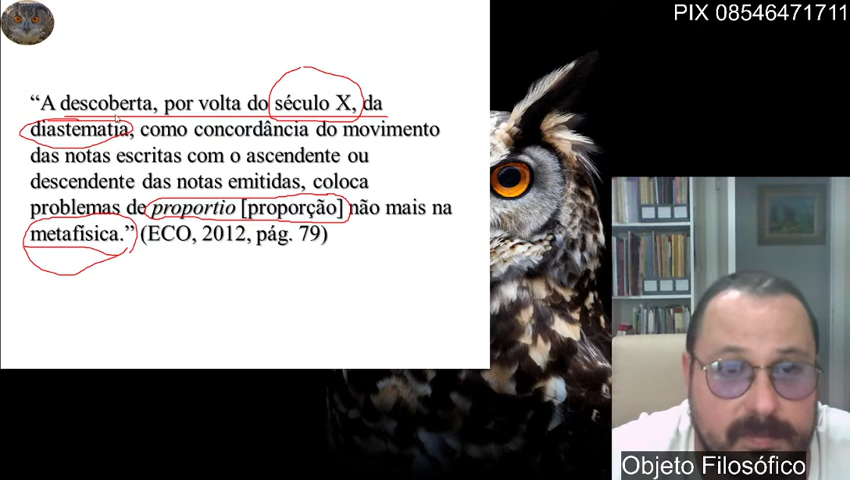 PIX 08546471711
“A descoberta, por volta do século X, da
diastematia, como concordância do movimento
das notas escritas com o ascendente ou
descendente das notas emitidas, coloca
problemas de proportio [proporção] não mais na
metafísica.” (ECO, 2012, pág. 79)
Objeto Filosófico